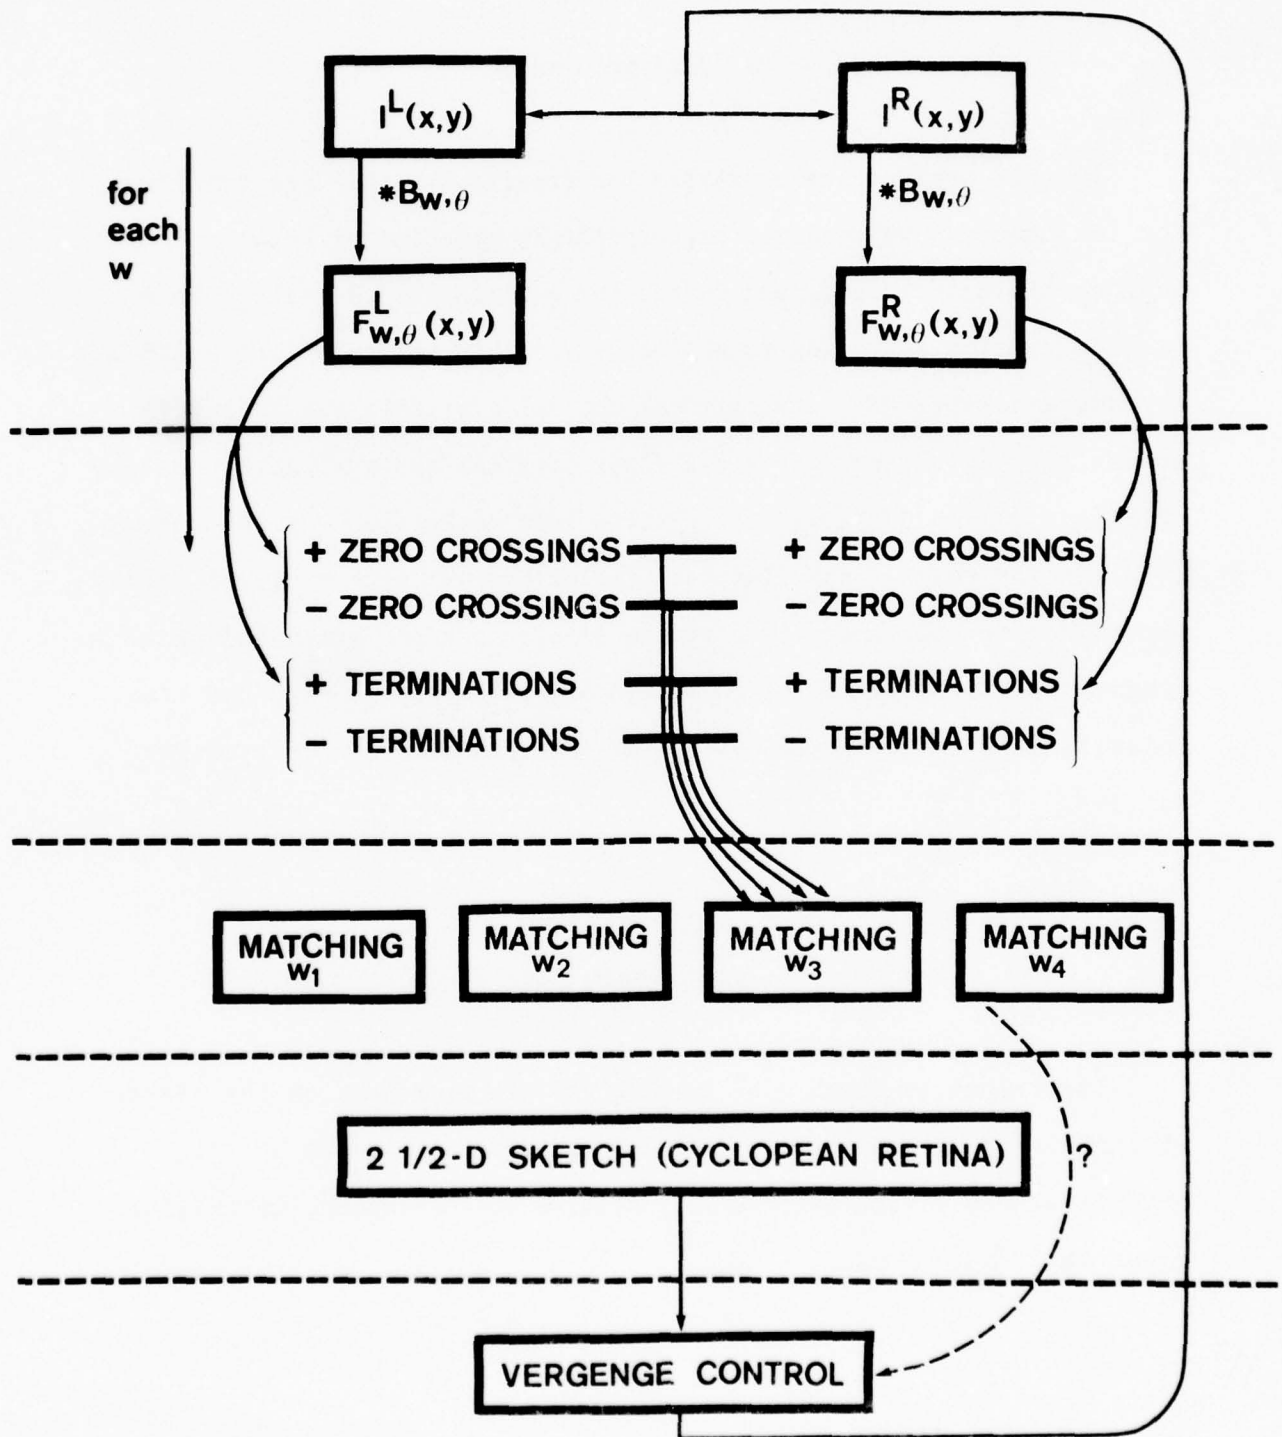 I^L(x,y)
I^R(x,y)
for
each
w
*B_W,θ
*B_W,θ
F^L_W,θ(x,y)
F^R_W,θ(x,y)
+ ZERO CROSSINGS
+ ZERO CROSSINGS
- ZERO CROSSINGS
- ZERO CROSSINGS
+ TERMINATIONS
+ TERMINATIONS
- TERMINATIONS
- TERMINATIONS
MATCHING
W1
MATCHING
W2
MATCHING
W3
MATCHING
W4
2 1/2-D SKETCH (CYCLOPEAN RETINA)
?
VERGENGE CONTROL